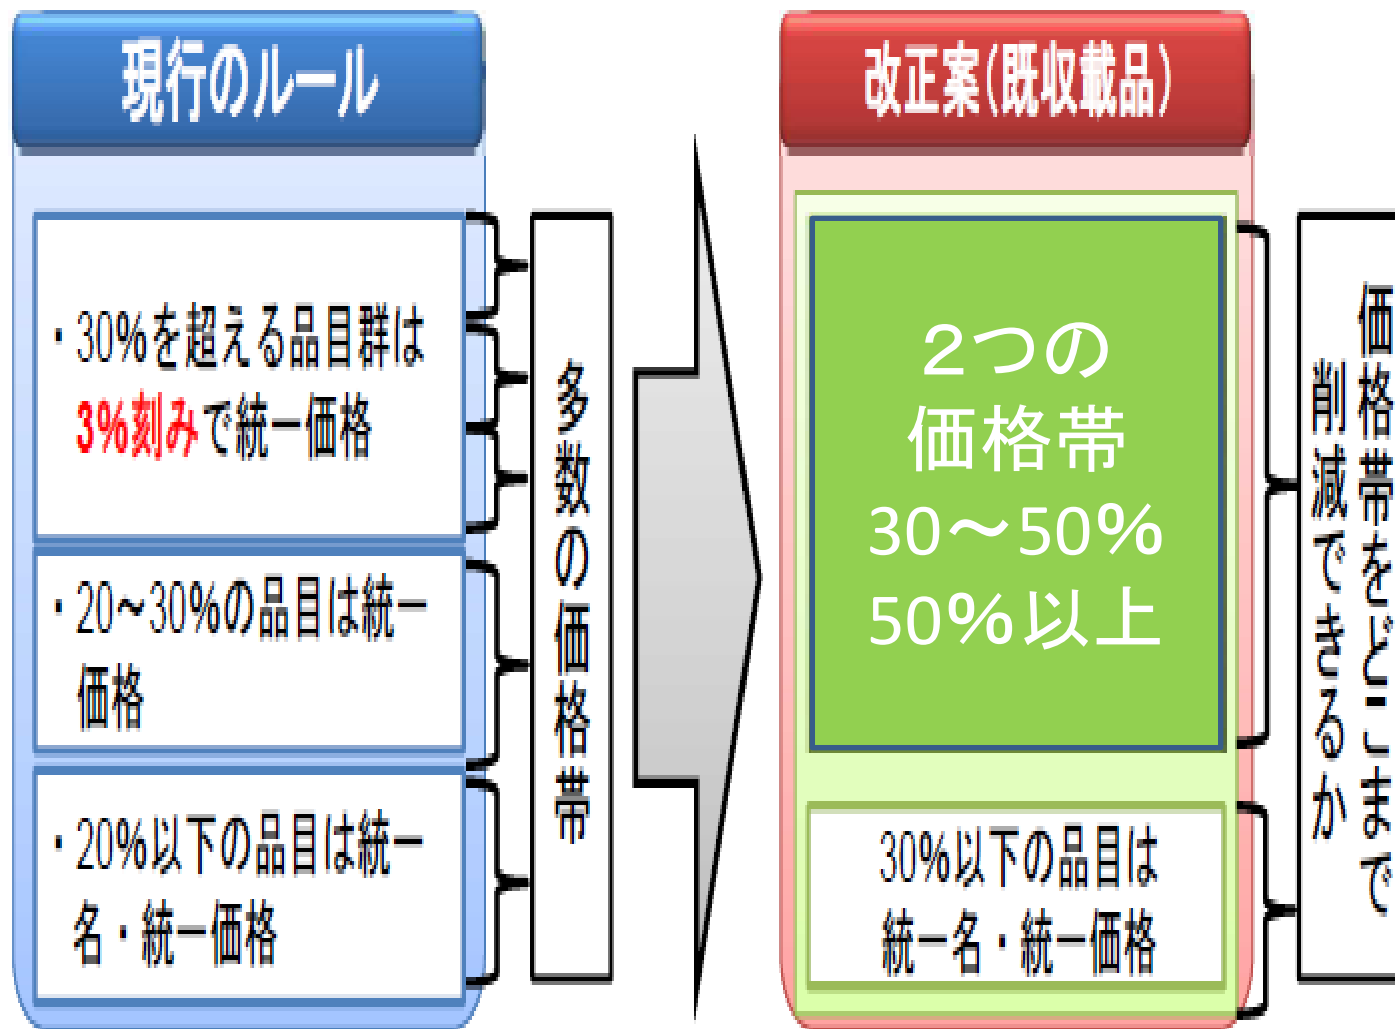 現行のルール
・30%を超える品目群は
3%刻みで統一価格
・20～30%の品目は統一
価格
・20%以下の品目は統一
名・統一価格
多数の価格帯
改正案(既収載品)
２つの
価格帯
30～50%
50%以上
30%以下の品目は
統一名・統一価格
価格帯をどこまで
削減できるか